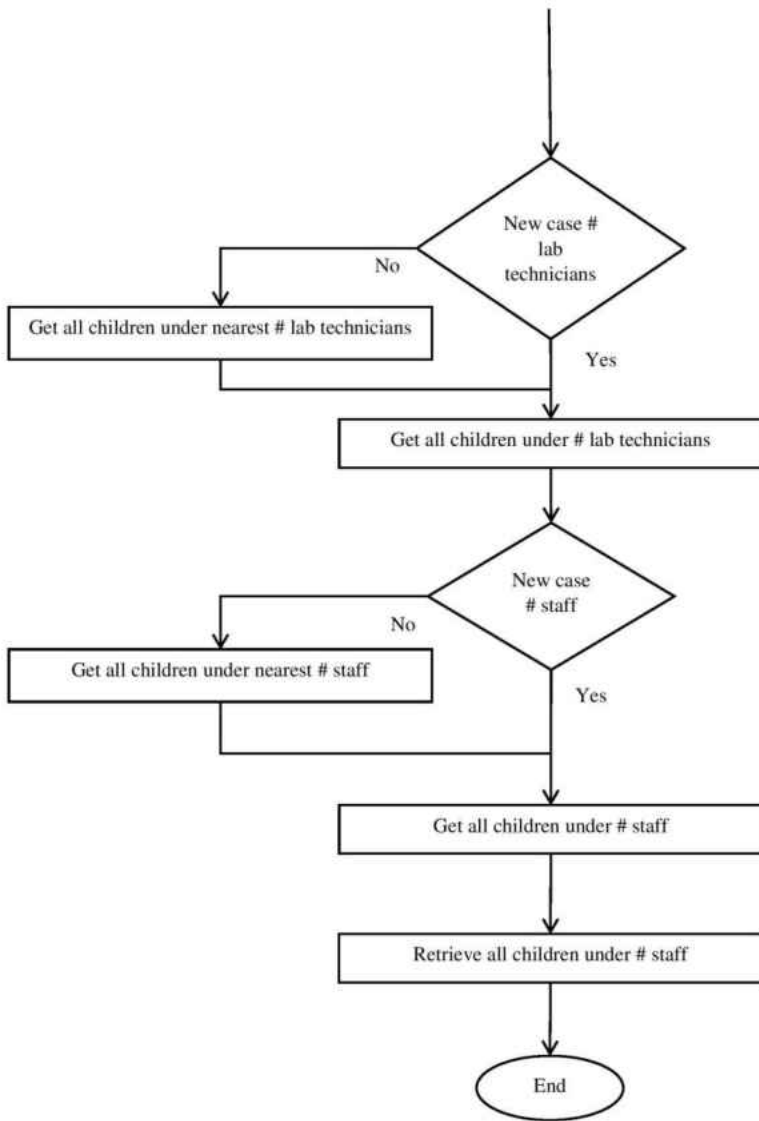 New case #
lab
technicians
No
Get all children under nearest # lab technicians
Yes
Get all children under # lab technicians
New case
# staff
No
Get all children under nearest # staff
Yes
Get all children under # staff
Retrieve all children under # staff
End